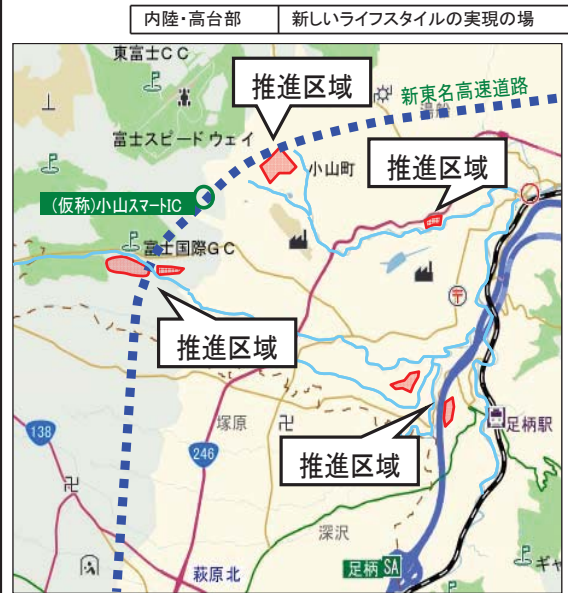 内陸・高台部 新しいライフスタイルの実現の場
東富士CC
推進区域
新東名高速道路
湯船
富士スピードウェイ
小山町
推進区域
(仮称)小山スマートIC
富士国際GC
推進区域
塚原
足柄駅
138
246
推進区域
深沢
萩原北
足柄SA
ギャ